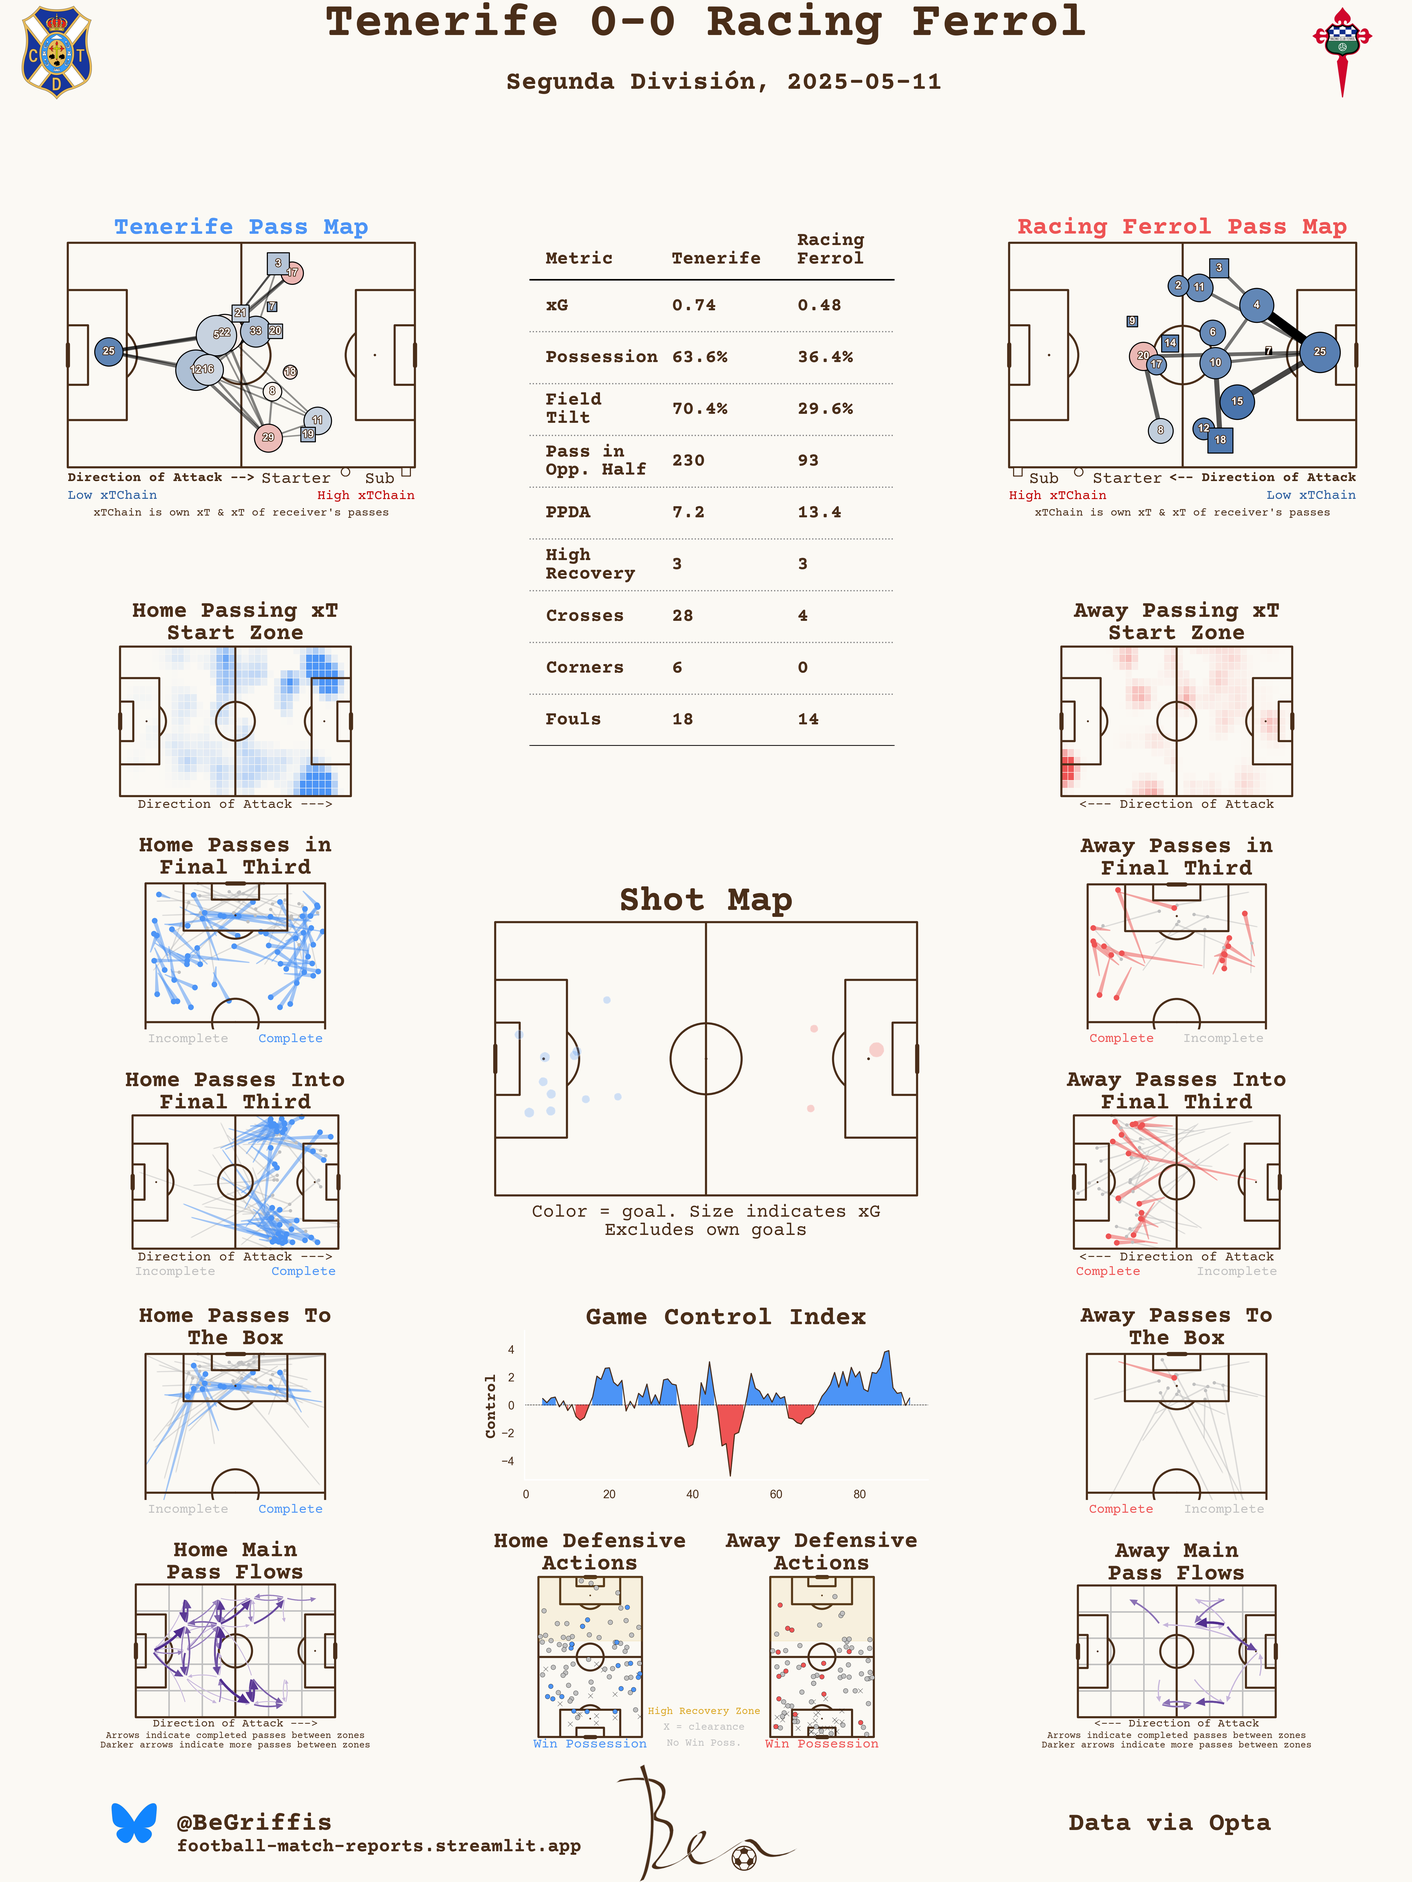 Tenerife 0-0 Racing Ferrol
Segunda División, 2025-05-11
C T
D
Tenerife Pass Map
3
17
7
21
5 22
33
20
25
12 16
18
8
11
29
19
Direction of Attack --> Starter Sub
Low xTChain High xTChain
xTChain is own xT & xT of receiver's passes
Metric Tenerife Racing Ferrol
xG 0.74 0.48
Possession 63.6% 36.4%
Field Tilt 70.4% 29.6%
Pass in Opp. Half 230 93
PPDA 7.2 13.4
High Recovery 3 3
Crosses 28 4
Corners 6 0
Fouls 18 14
Racing Ferrol Pass Map
3
2
11
4
9
6
14
7
20
17
10
25
15
8
12
18
Sub Starter <-- Direction of Attack
High xTChain Low xTChain
xTChain is own xT & xT of receiver's passes
Home Passing xT
Start Zone
Direction of Attack --->
Away Passing xT
Start Zone
<--- Direction of Attack
Home Passes in
Final Third
Incomplete Complete
Away Passes in
Final Third
Complete Incomplete
Shot Map
Color = goal. Size indicates xG
Excludes own goals
Home Passes Into
Final Third
Direction of Attack --->
Incomplete Complete
Away Passes Into
Final Third
<--- Direction of Attack
Complete Incomplete
Home Passes To
The Box
Incomplete Complete
Game Control Index
Control
4
2
0
−2
−4
0 20 40 60 80
Away Passes To
The Box
Complete Incomplete
Home Main
Pass Flows
Direction of Attack --->
Arrows indicate completed passes between zones
Darker arrows indicate more passes between zones
Home Defensive
Actions
Win Possession
Away Defensive
Actions
Win Possession
High Recovery Zone
X = clearance
No Win Poss.
Away Main
Pass Flows
<--- Direction of Attack
Arrows indicate completed passes between zones
Darker arrows indicate more passes between zones
@BeGriffis
football-match-reports.streamlit.app
Ben
Data via Opta